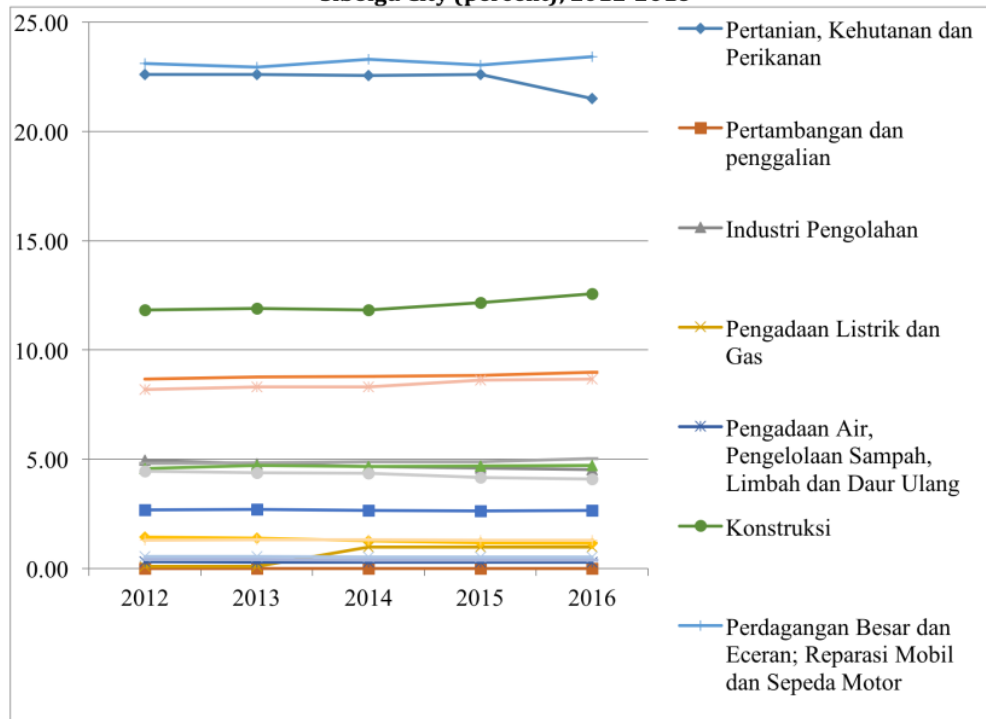 25.00
20.00
15.00
10.00
5.00
0.00
2012 2013 2014 2015 2016
Pertanian, Kehutanan dan
Perikanan
Pertambangan dan
penggalian
Industri Pengolahan
Pengadaan Listrik dan
Gas
Pengadaan Air,
Pengelolaan Sampah,
Limbah dan Daur Ulang
Konstruksi
Perdagangan Besar dan
Eceran; Reparasi Mobil
dan Sepeda Motor